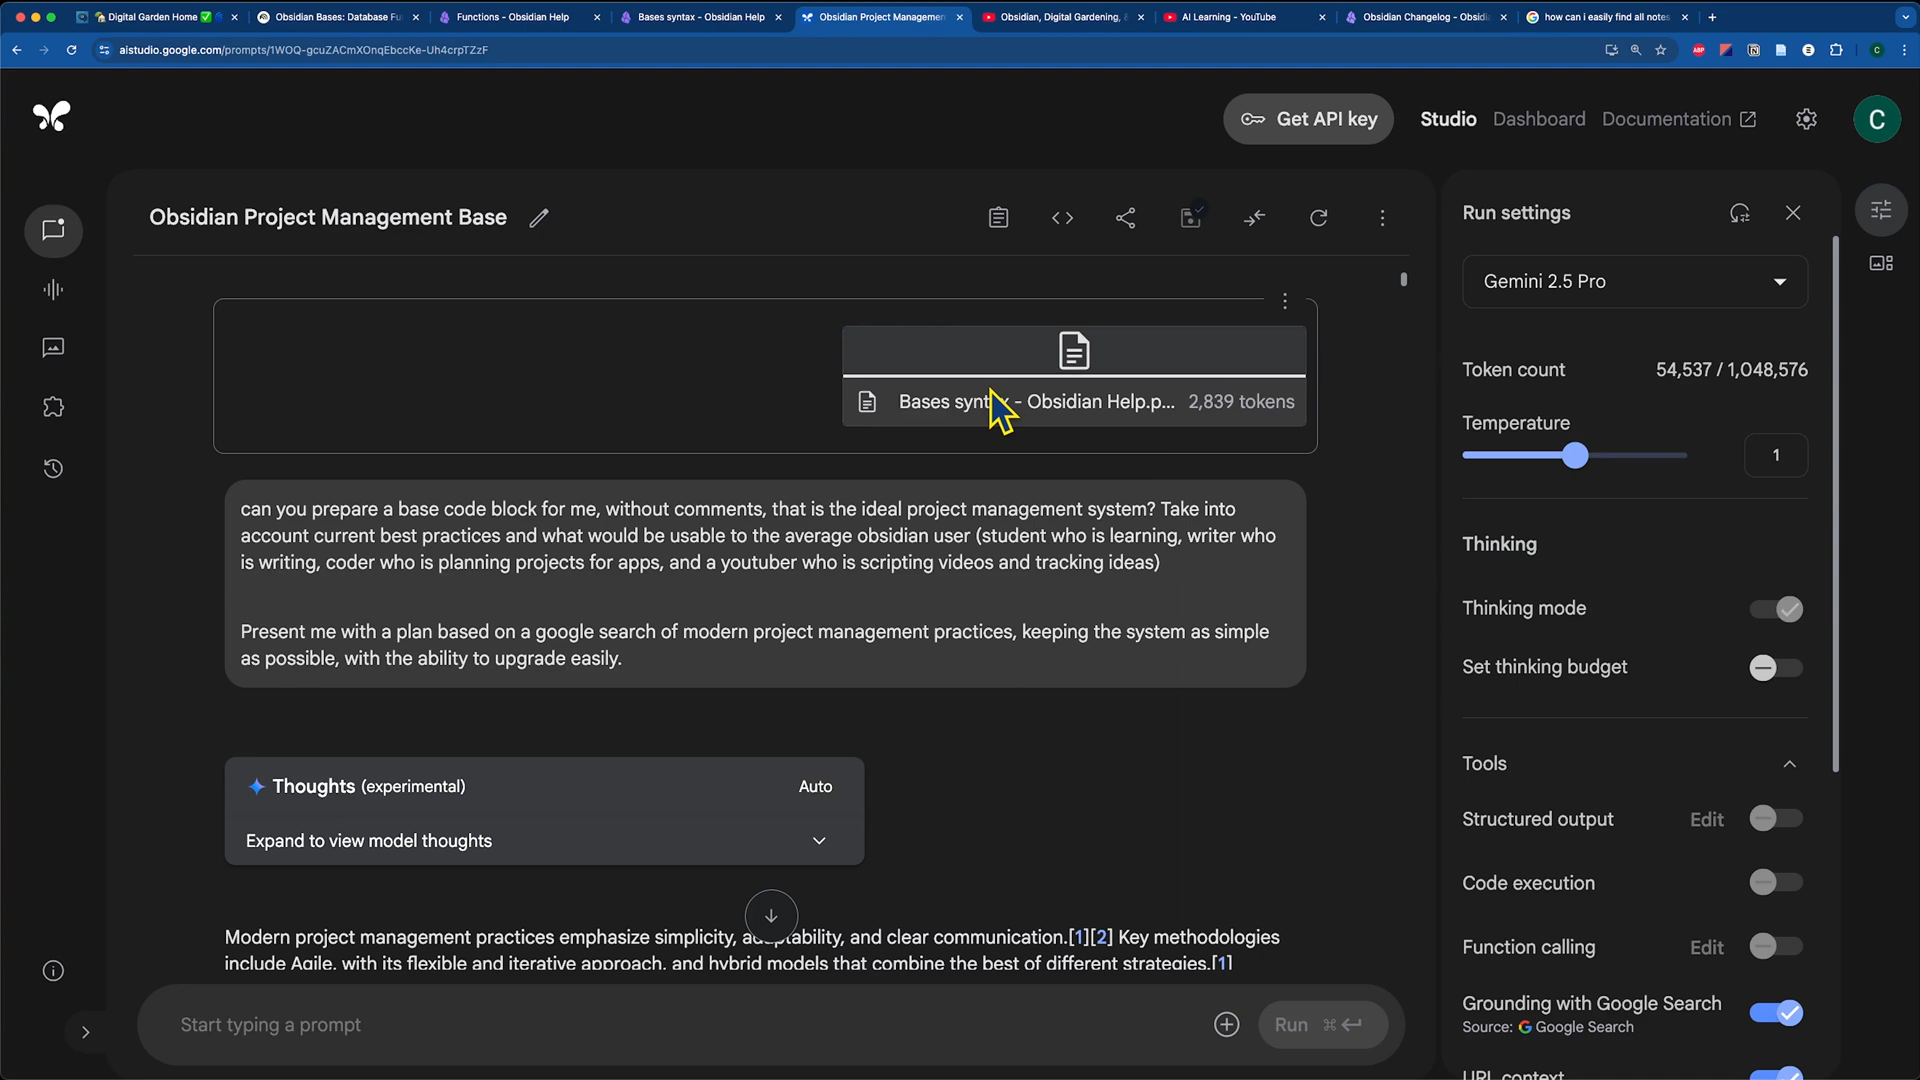 Digital Garden Home
Obsidian Bases: Database Fu
Functions - Obsidian Help
Bases syntax - Obsidian Help
Obsidian Project Management
Obsidian, Digital Gardening, &
AI Learning - YouTube
Obsidian Changelog - Obsidi
how can i easily find all notes
aistudio.google.com/prompts/1WOQ-gcuZACmXOnqEbccKe-Uh4crpTZzF
Get API key
Studio
Dashboard
Documentation
C
Obsidian Project Management Base
Bases syntax - Obsidian Help.p... 2,839 tokens
can you prepare a base code block for me, without comments, that is the ideal project management system? Take into
account current best practices and what would be usable to the average obsidian user (student who is learning, writer who
is writing, coder who is planning projects for apps, and a youtuber who is scripting videos and tracking ideas)
Present me with a plan based on a google search of modern project management practices, keeping the system as simple
as possible, with the ability to upgrade easily.
Thoughts (experimental)
Auto
Expand to view model thoughts
Modern project management practices emphasize simplicity, adaptability, and clear communication.[1][2] Key methodologies
include Agile, with its flexible and iterative approach, and hybrid models that combine the best of different strategies.[1]
Start typing a prompt
Run ⌘
Run settings
Gemini 2.5 Pro
Token count 54,537 / 1,048,576
Temperature
1
Thinking
Thinking mode
Set thinking budget
Tools
Structured output Edit
Code execution
Function calling Edit
Grounding with Google Search
Source: Google Search
URL context